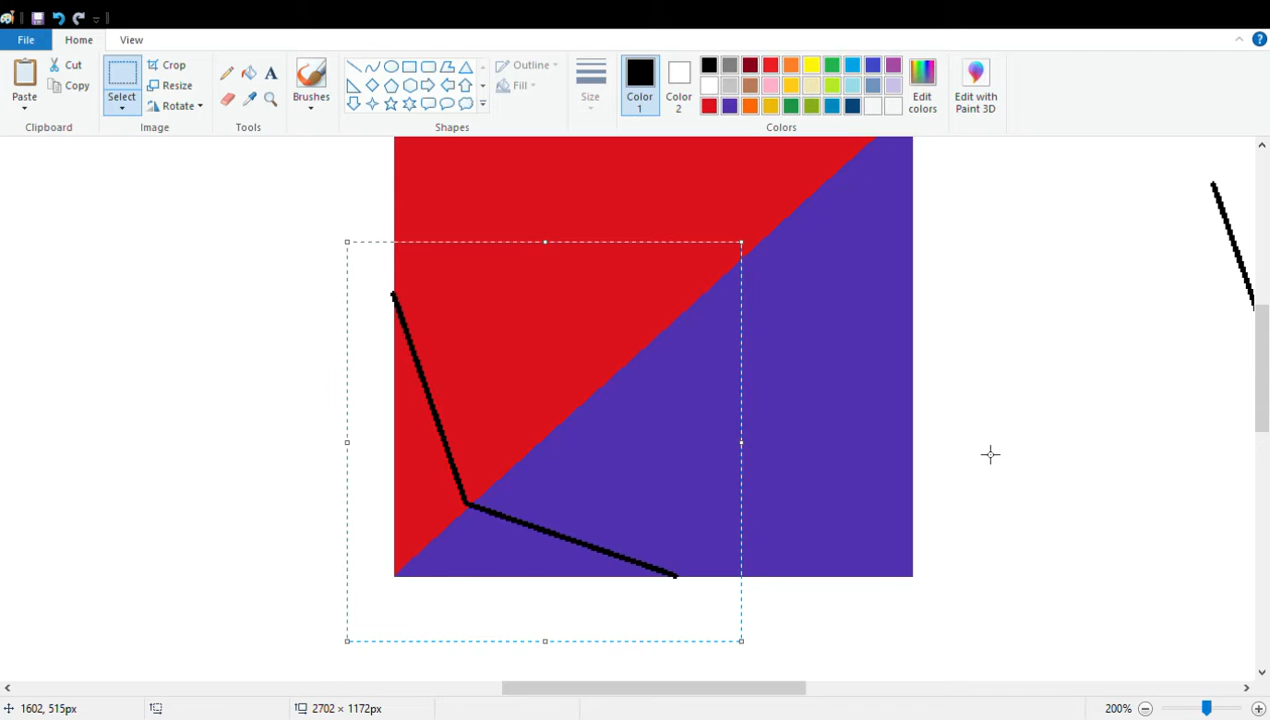 File Home View
Paste Cut Copy Clipboard
Select Crop Resize Rotate Image
Tools
Brushes
Outline Fill Shapes
Size
Color 1 Color 2 Edit colors Colors
Edit with Paint 3D
1602, 515px 2702 × 1172px 200%